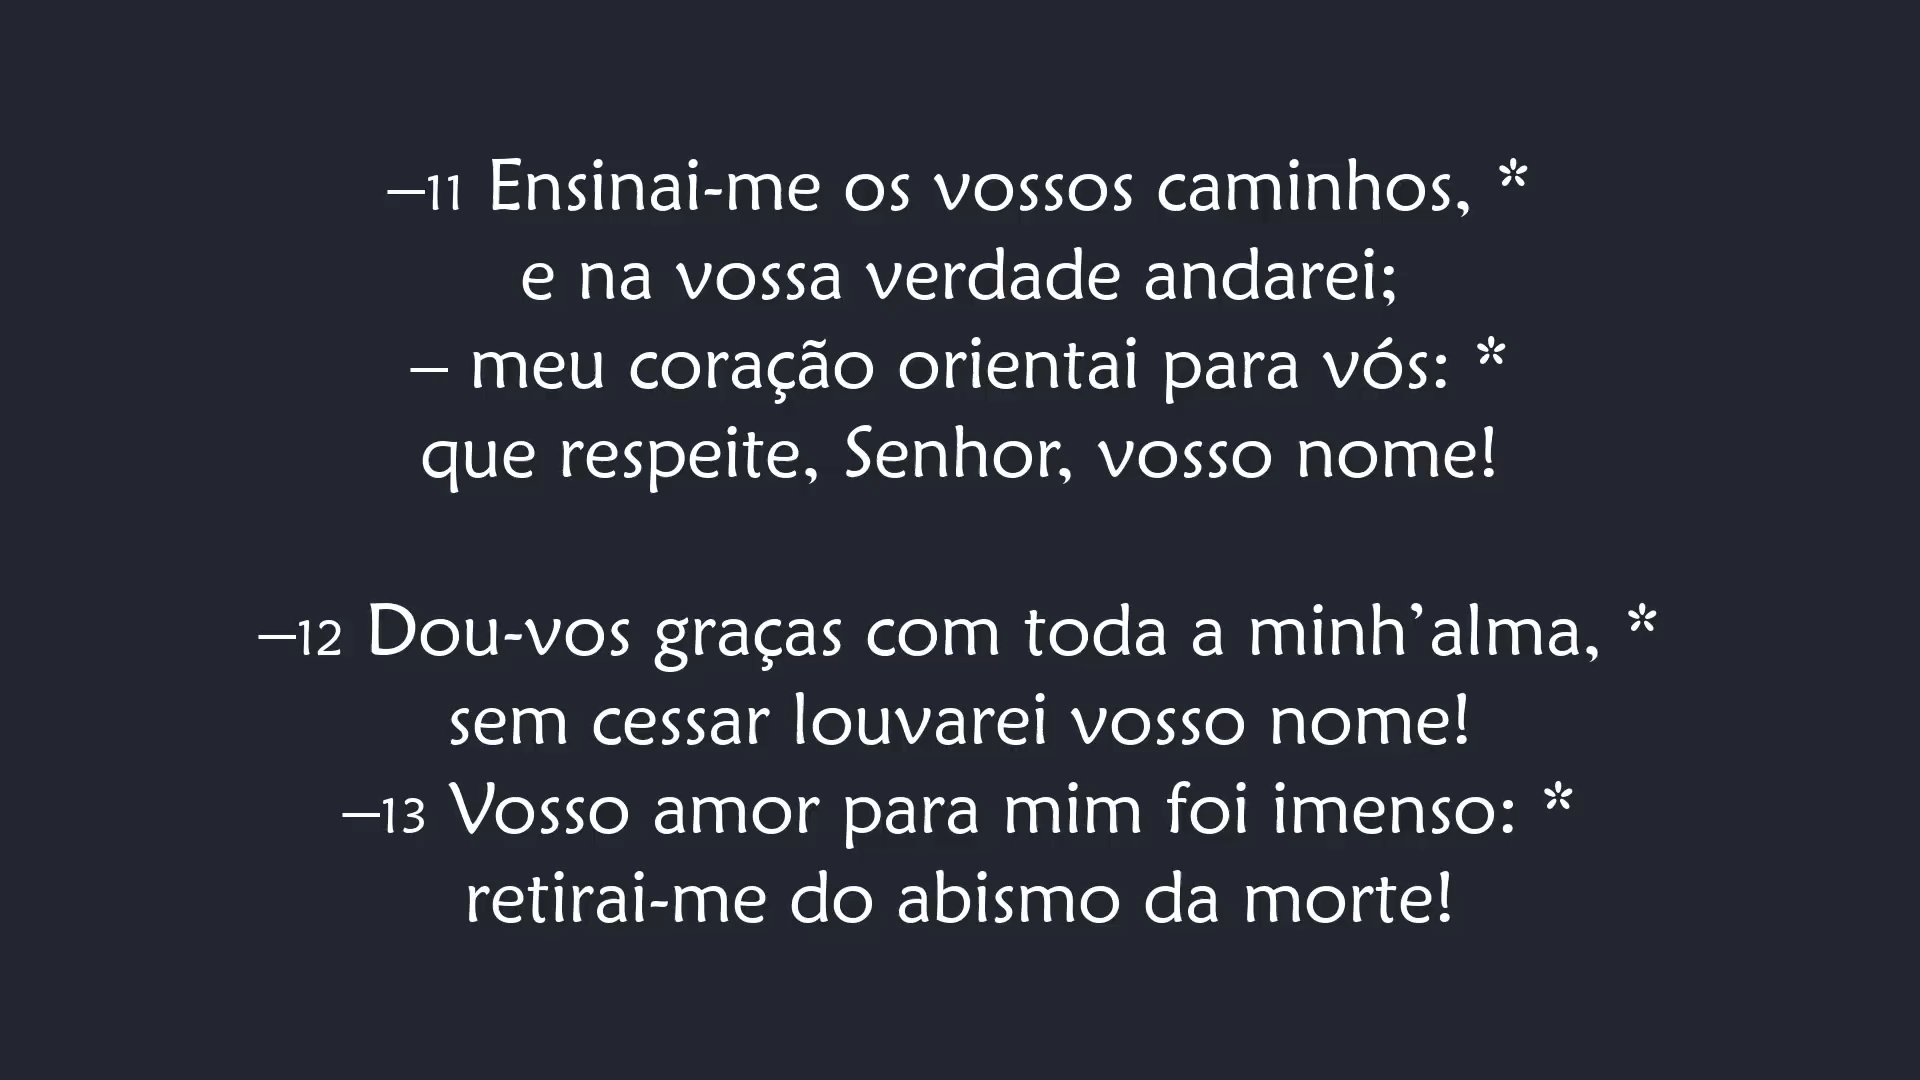 –11 Ensinai-me os vossos caminhos, *
e na vossa verdade andarei;
– meu coração orientai para vós: *
que respeite, Senhor, vosso nome!
–12 Dou-vos graças com toda a minh’alma, *
sem cessar louvarei vosso nome!
–13 Vosso amor para mim foi imenso: *
retirai-me do abismo da morte!